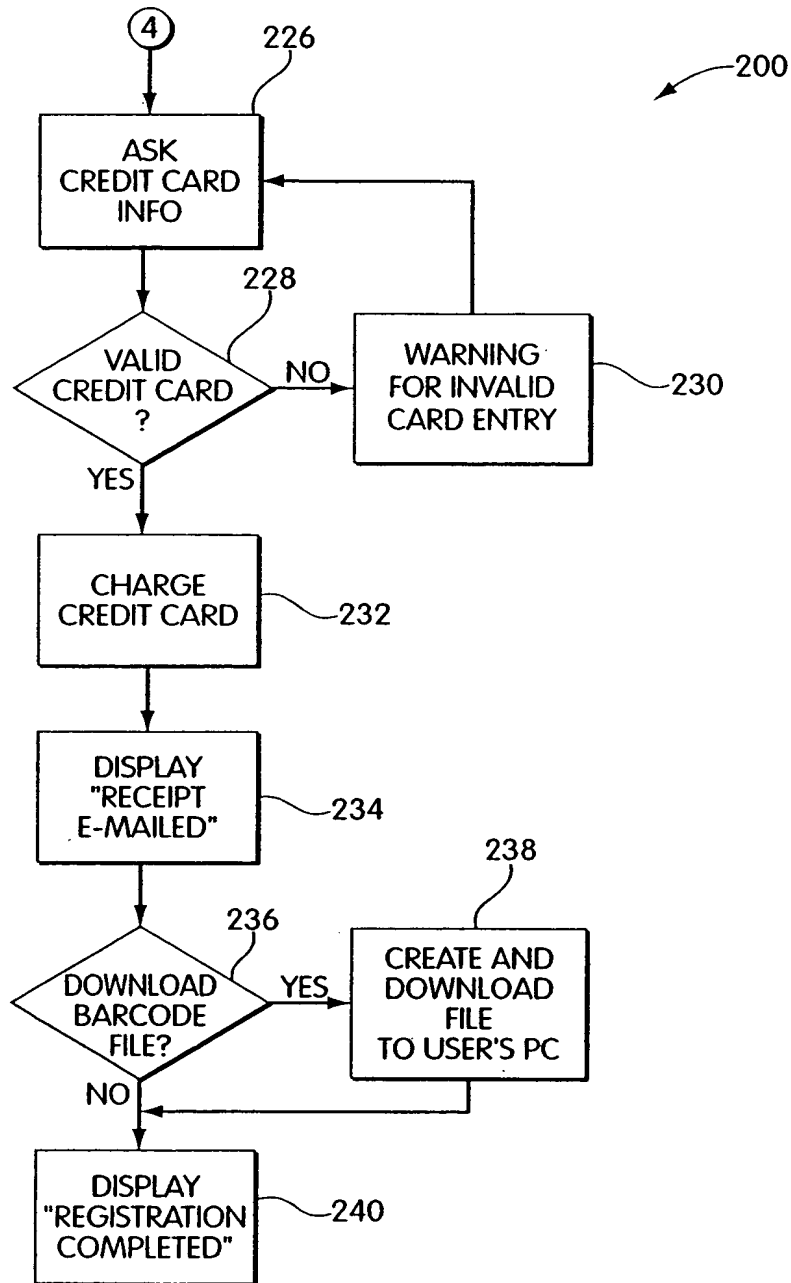 4
226
200
ASK
CREDIT CARD
INFO
228
VALID
CREDIT CARD
?
NO
WARNING
FOR INVALID
CARD ENTRY
230
YES
CHARGE
CREDIT CARD
232
DISPLAY
"RECEIPT
E-MAILED"
234
236
238
DOWNLOAD
BARCODE
FILE?
YES
CREATE AND
DOWNLOAD
FILE
TO USER'S PC
NO
DISPLAY
"REGISTRATION
COMPLETED"
240